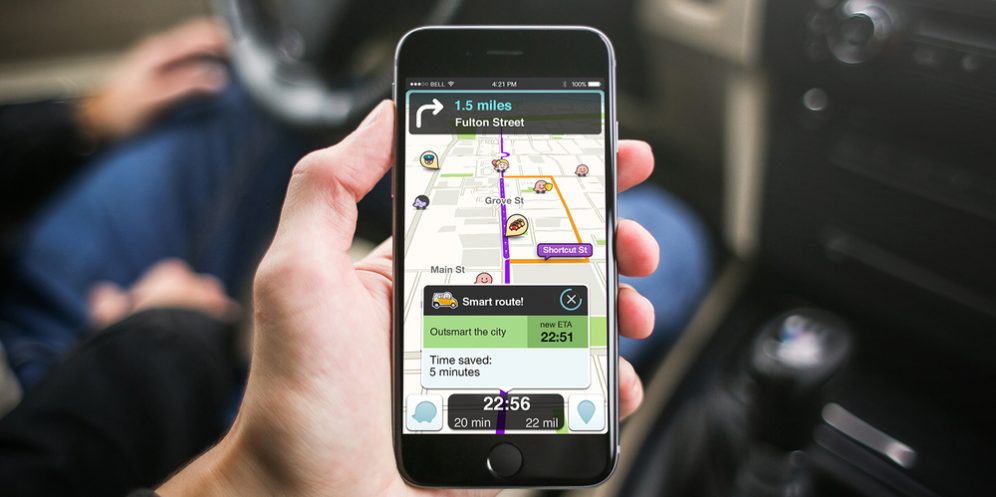 BELL 4:21 PM 100%
1.5 miles
Fulton Street
Grove St
Shortcut St
Main St
Smart route!
Outsmart the city
new ETA
22:51
Time saved:
5 minutes
22:56
20 min 22 mil